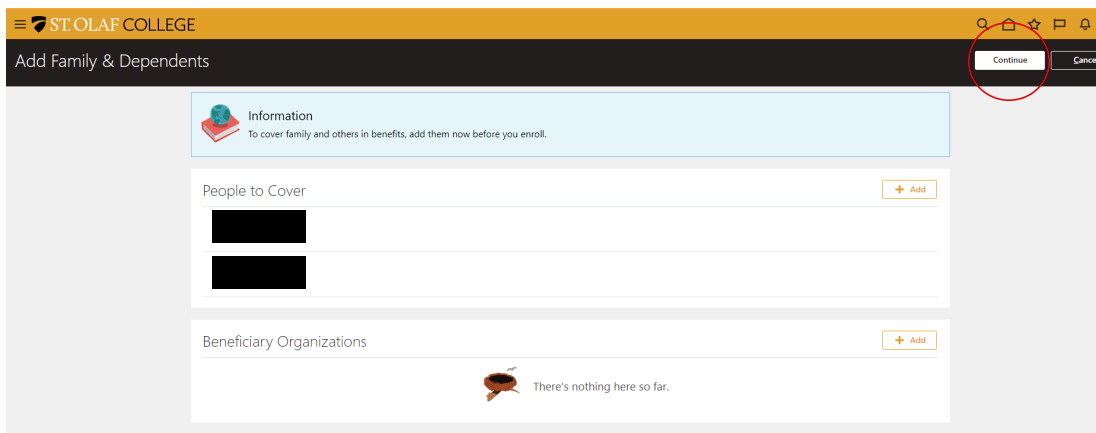 ST. OLAF COLLEGE
Add Family & Dependents
Continue
Cance
Information
To cover family and others in benefits, add them now before you enroll.
People to Cover
+ Add
Beneficiary Organizations
+ Add
There's nothing here so far.